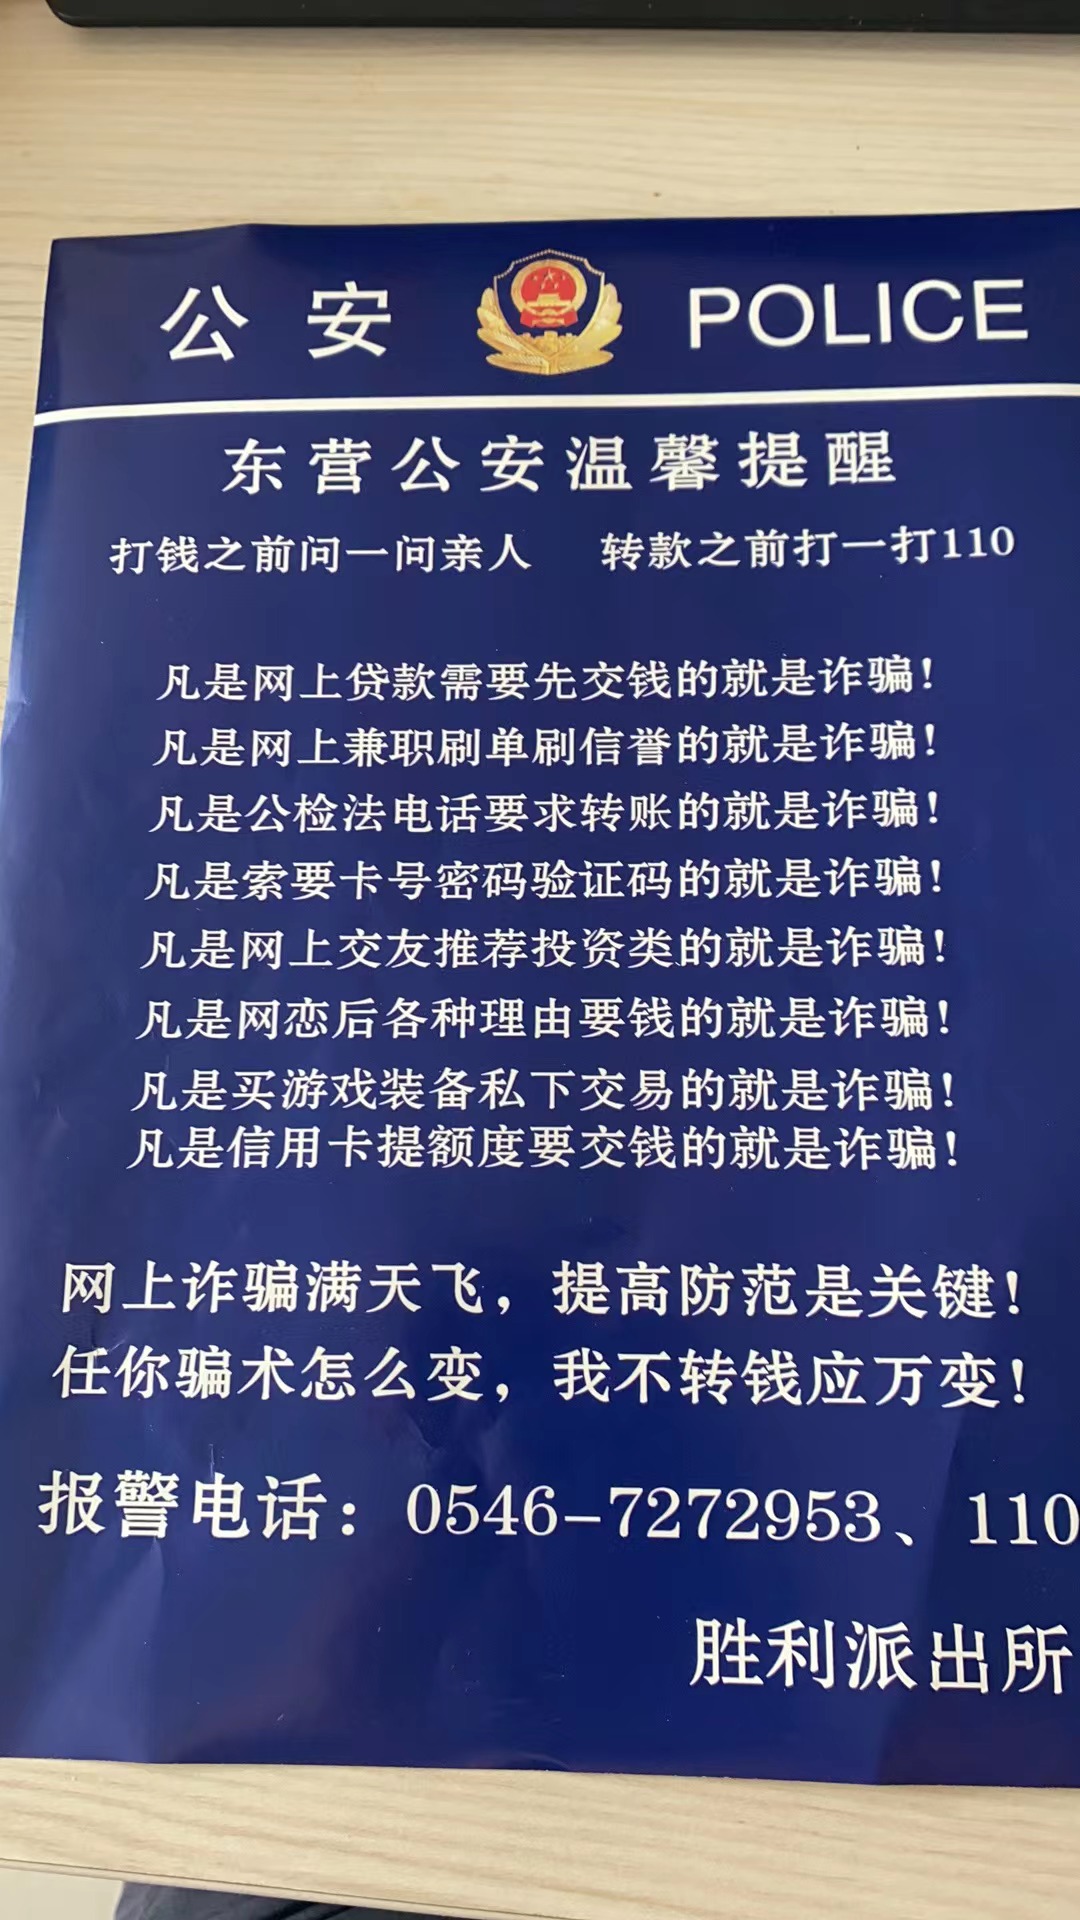 公安 POLICE
东营公安温馨提醒
打钱之前问一问亲人 转款之前打一打110
凡是网上贷款需要先交钱的就是诈骗！
凡是网上兼职刷单刷信誉的就是诈骗！
凡是公检法电话要求转账的就是诈骗！
凡是索要卡号密码验证码的就是诈骗！
凡是网上交友推荐投资类的就是诈骗！
凡是网恋后各种理由要钱的就是诈骗！
凡是买游戏装备私下交易的就是诈骗！
凡是信用卡提额度要交钱的就是诈骗！
网上诈骗满天飞，提高防范是关键！
任你骗术怎么变，我不转钱应万变！
报警电话：0546-7272953、110
胜利派出所